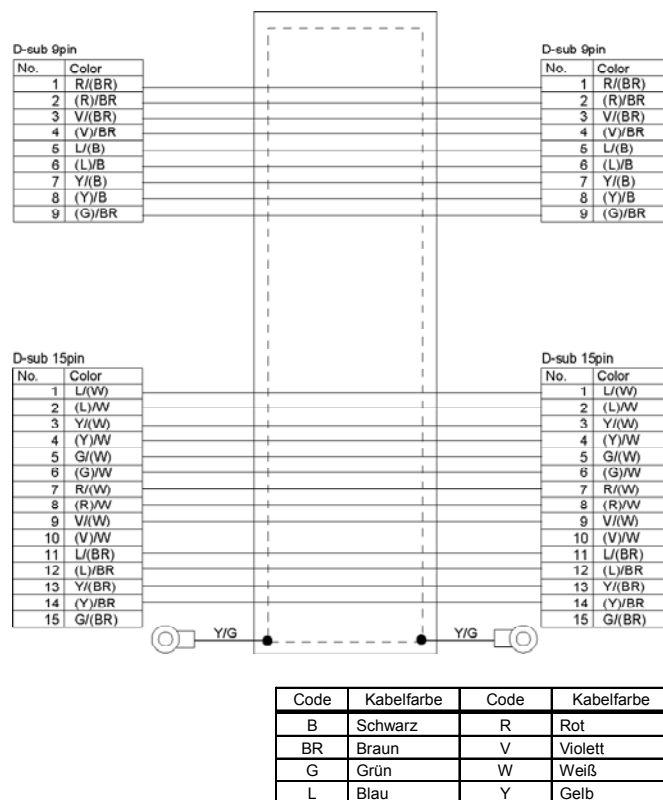 D-sub 9pin D-sub 9pin
No. Color No. Color
1 R/(BR) 1 R/(BR)
2 (R)/BR 2 (R)/BR
3 V/(BR) 3 V/(BR)
4 (V)/BR 4 (V)/BR
5 L/(B) 5 L/(B)
6 (L)/B 6 (L)/B
7 Y/(B) 7 Y/(B)
8 (Y)/B 8 (Y)/B
9 (G)/BR 9 (G)/BR
D-sub 15pin D-sub 15pin
No. Color No. Color
1 L/(W) 1 L/(W)
2 (L)/W 2 (L)/W
3 Y/(W) 3 Y/(W)
4 (Y)/W 4 (Y)/W
5 G/(W) 5 G/(W)
6 (G)/W 6 (G)/W
7 R/(W) 7 R/(W)
8 (R)/W 8 (R)/W
9 V/(W) 9 V/(W)
10 (V)/W 10 (V)/W
11 L/(BR) 11 L/(BR)
12 (L)/BR 12 (L)/BR
13 Y/(BR) 13 Y/(BR)
14 (Y)/BR 14 (Y)/BR
15 G/(BR) 15 G/(BR)
Y/G Y/G
Code Kabelfarbe Code Kabelfarbe
B Schwarz R Rot
BR Braun V Violett
G Grün W Weiß
L Blau Y Gelb